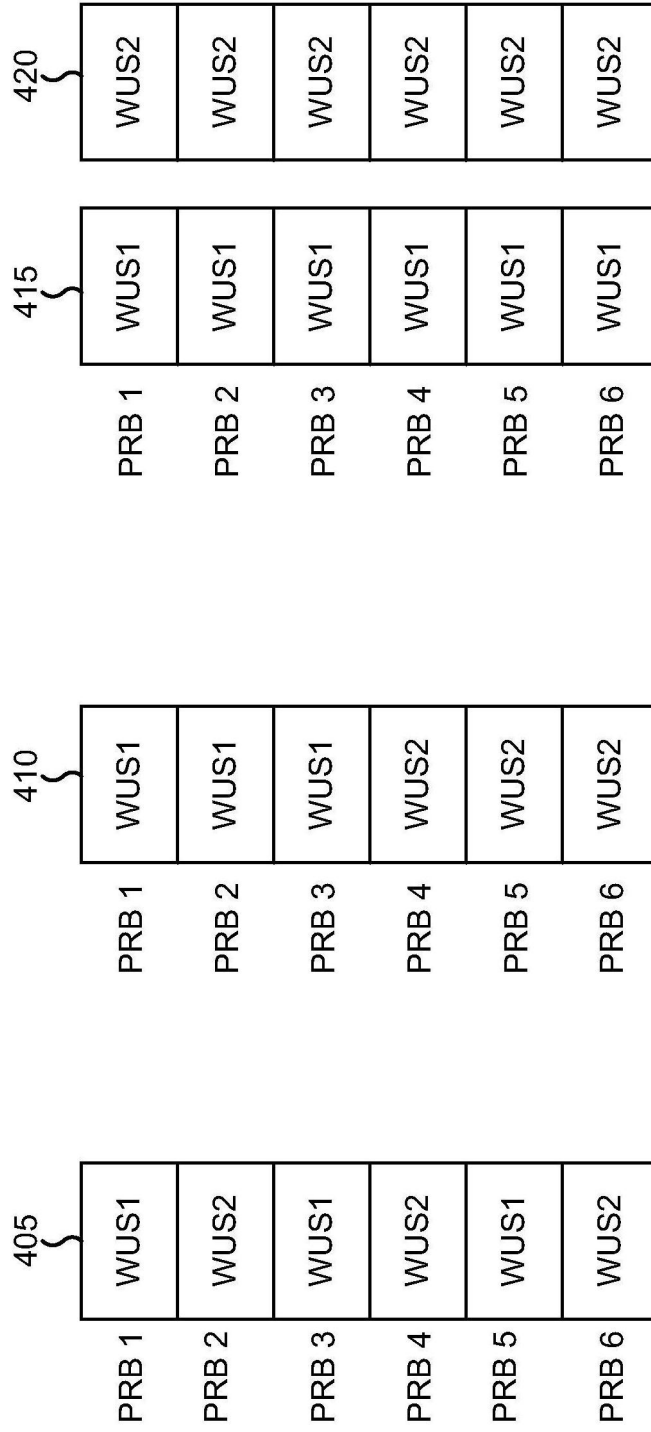 405
PRB 1 WUS1
PRB 2 WUS2
PRB 3 WUS1
PRB 4 WUS2
PRB 5 WUS1
PRB 6 WUS2
410
PRB 1 WUS1
PRB 2 WUS1
PRB 3 WUS1
PRB 4 WUS2
PRB 5 WUS2
PRB 6 WUS2
415 420
PRB 1 WUS1 WUS2
PRB 2 WUS1 WUS2
PRB 3 WUS1 WUS2
PRB 4 WUS1 WUS2
PRB 5 WUS1 WUS2
PRB 6 WUS1 WUS2